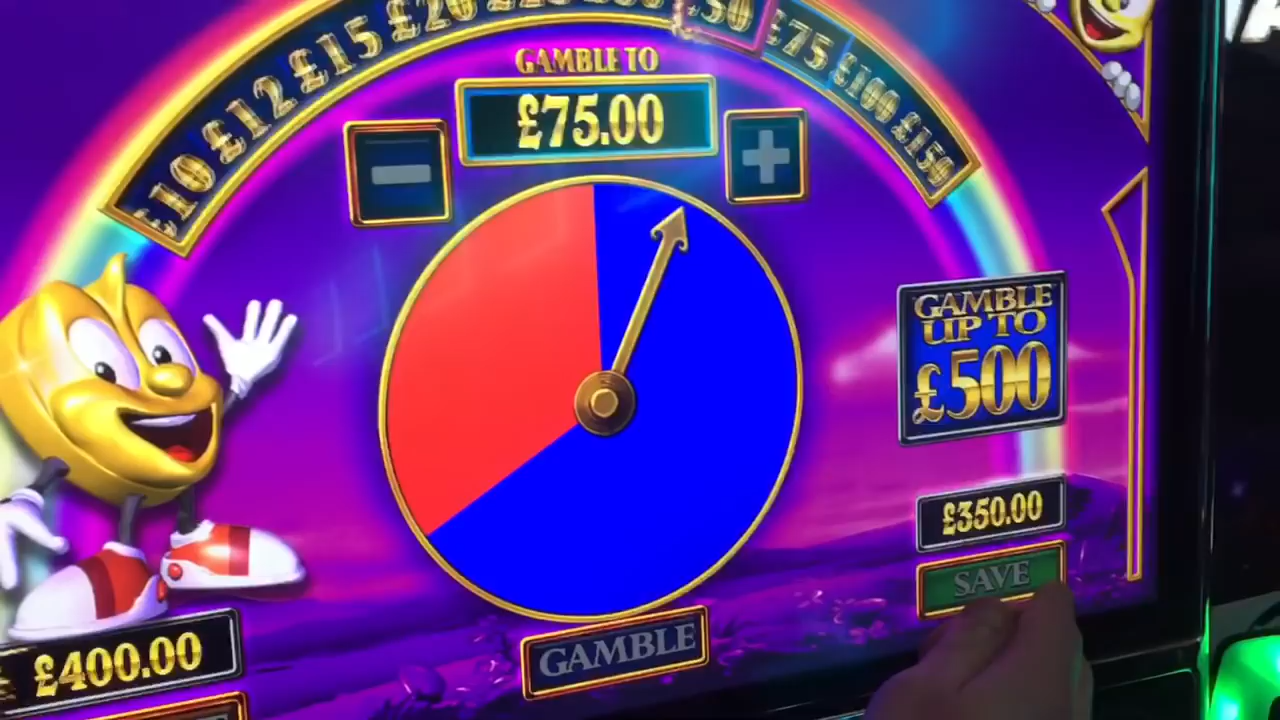 £10 £12 £15 £20 £50 £75 £100 £150
GAMBLE TO
£75.00
GAMBLE
UP TO
£500
£350.00
SAVE
GAMBLE
£400.00